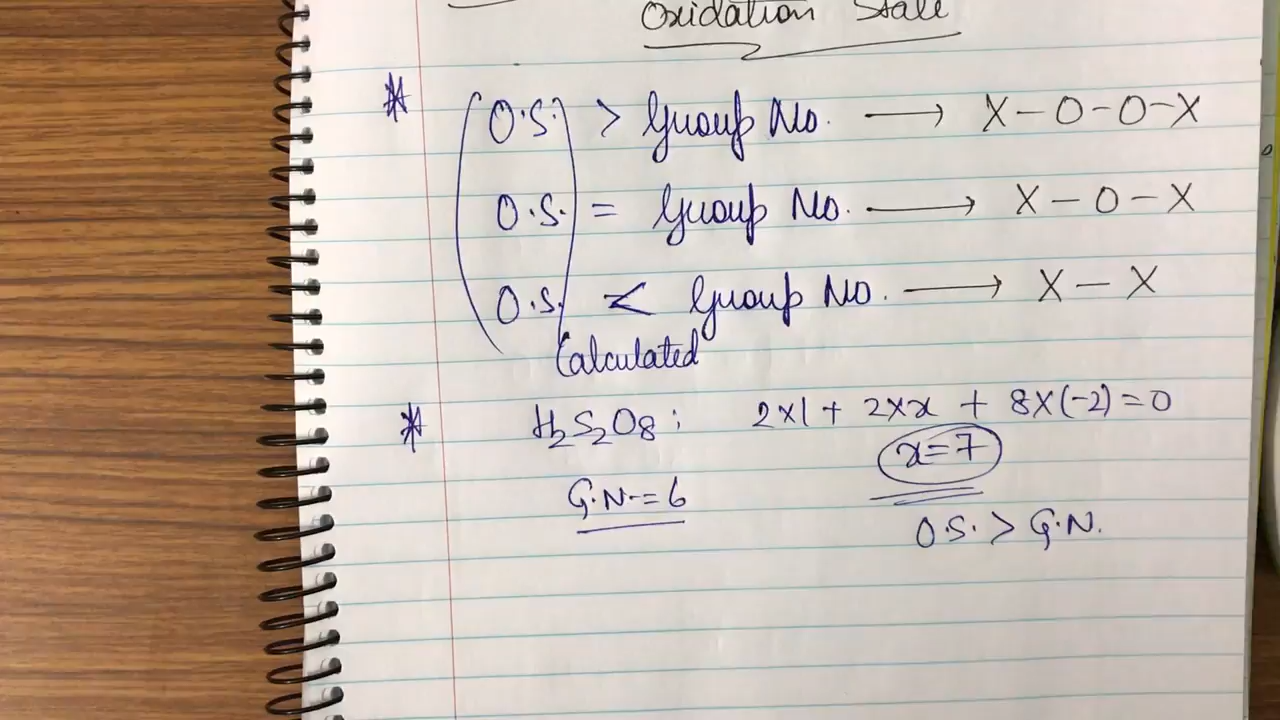 Oxidation State
* (O.S.) > Group No. → X-O-O-X
O.S. = Group No. → X-O-X
O.S. < Group No. → X-X
Calculated
* H₂S₂O₈ : 2×1 + 2×x + 8×(-2) = 0
x=7
G.N. = 6
O.S. > G.N.